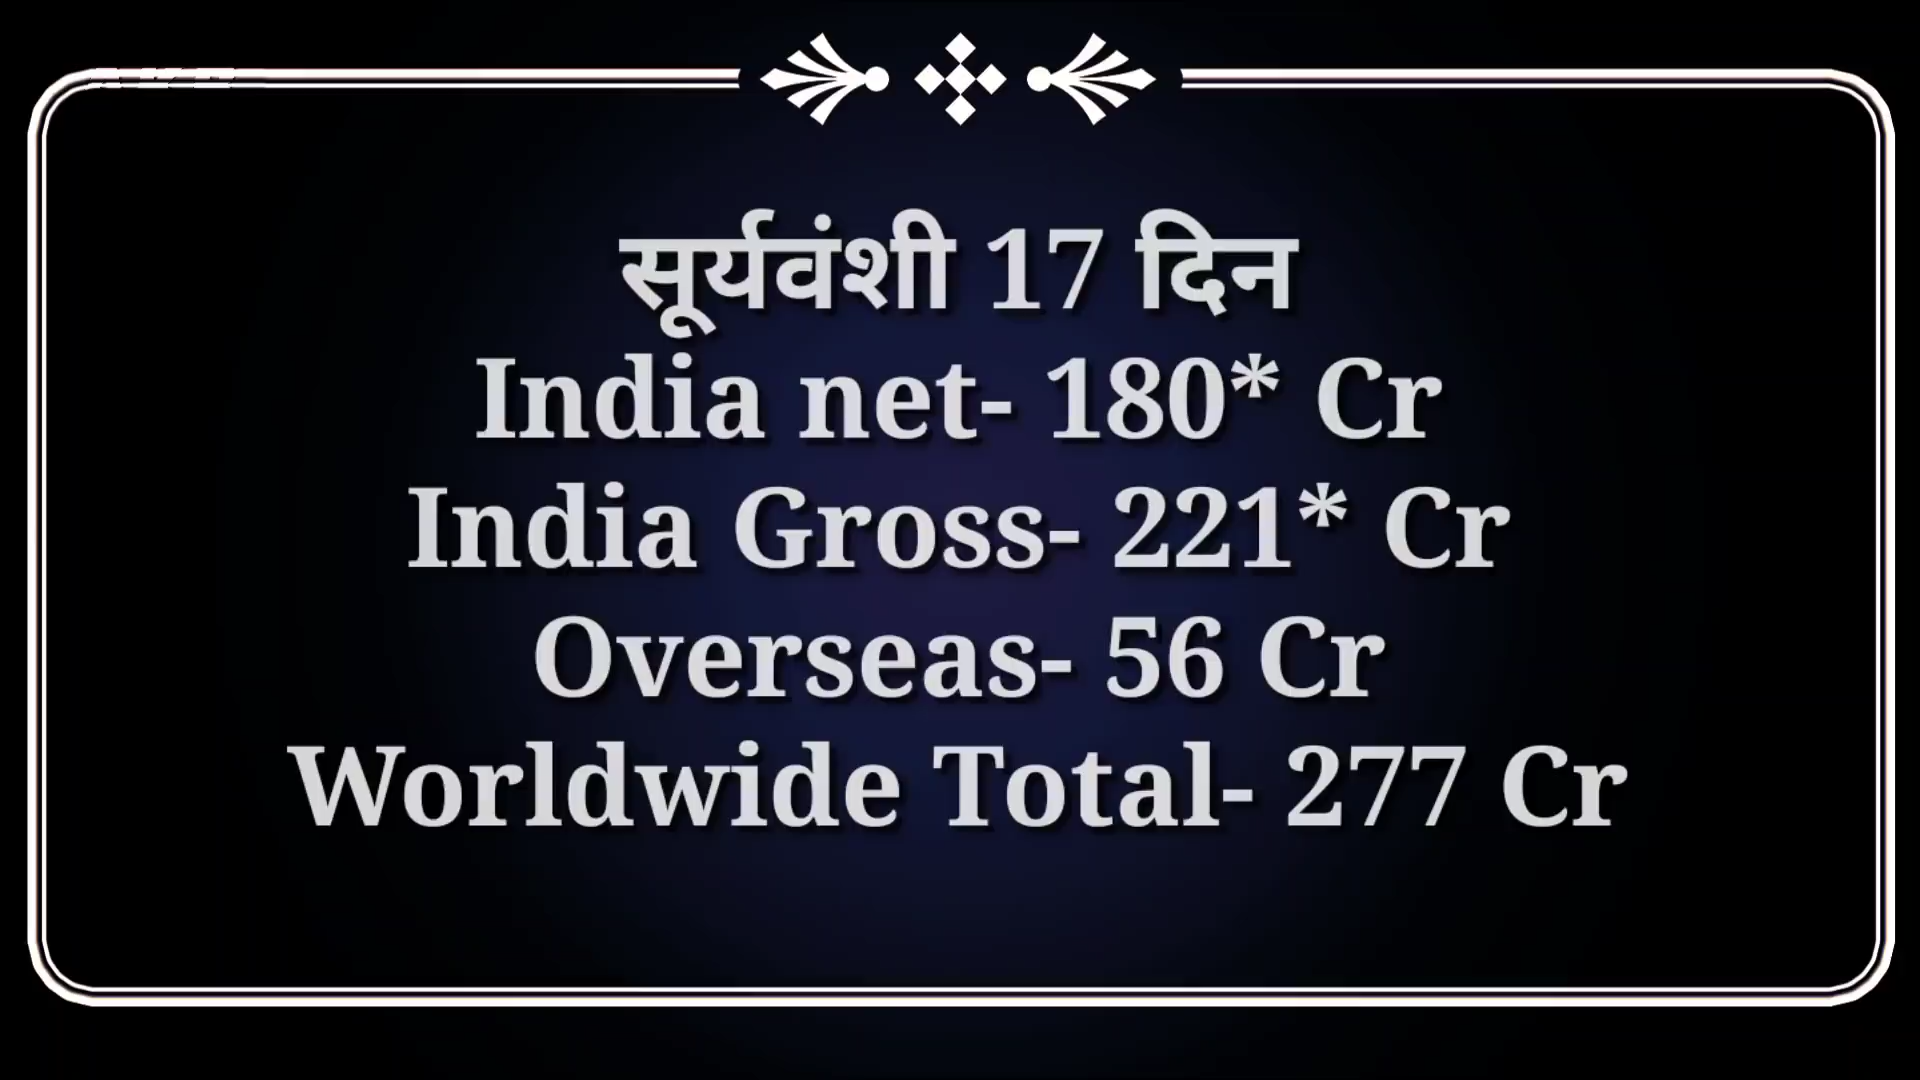 सूर्यवंशी 17 दिन
India net- 180* Cr
India Gross- 221* Cr
Overseas- 56 Cr
Worldwide Total- 277 Cr